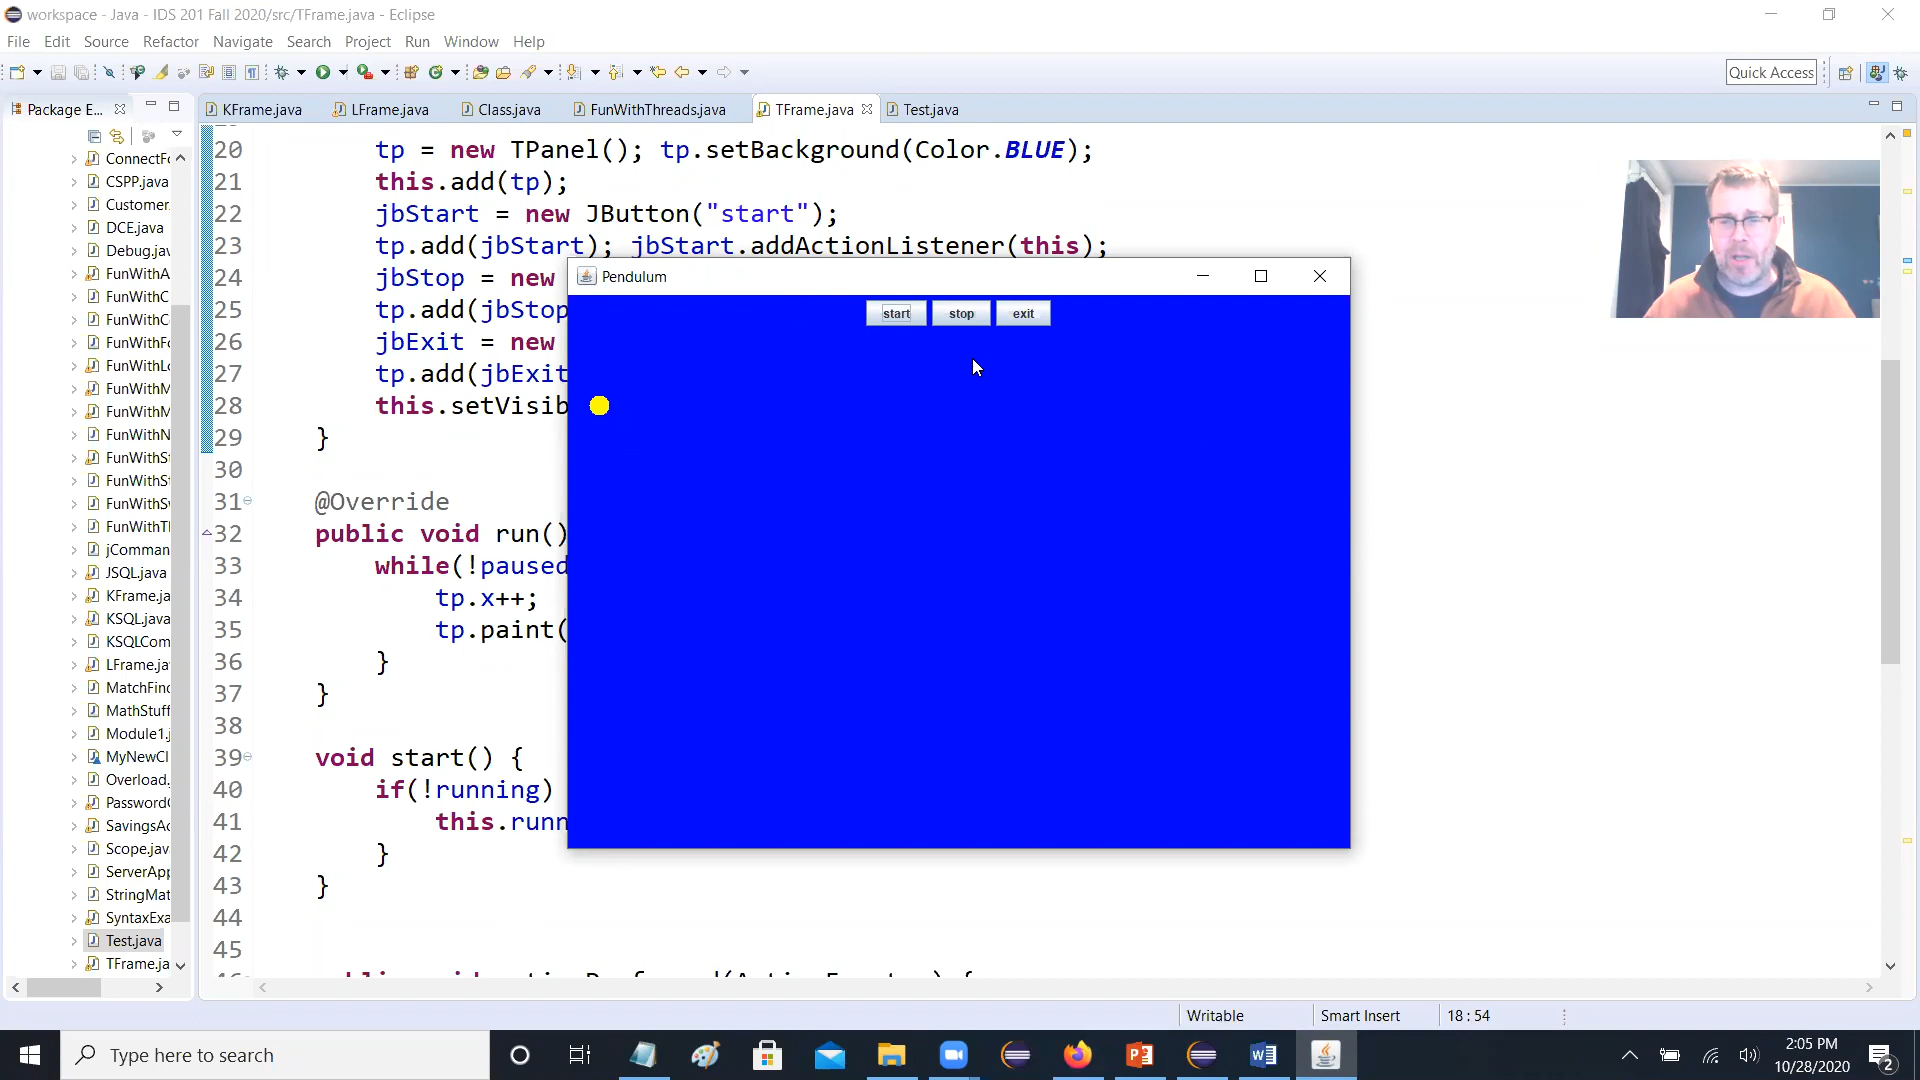 workspace - Java - IDS 201 Fall 2020/src/TFrame.java - Eclipse
File Edit Source Refactor Navigate Search Project Run Window Help
Quick Access
Package E...
KFrame.java LFrame.java Class.java FunWithThreads.java TFrame.java Test.java
ConnectFo
CSPP.java
Customer.
DCE.java
Debug.jav
FunWithA
FunWithC
FunWithCo
FunWithFo
FunWithLo
FunWithM
FunWithM
FunWithN
FunWithSt
FunWithSt
FunWithSv
FunWithTl
jComman
JSQL.java
KFrame.ja
KSQL.java
KSQLCom
LFrame.ja
MatchFind
MathStuff
Module1.j
MyNewCl
Overload.
PasswordC
SavingsAc
Scope.jav
ServerApp
StringMat
SyntaxExa
Test.java
TFrame.ja
20 tp = new TPanel(); tp.setBackground(Color.BLUE);
21 this.add(tp);
22 jbStart = new JButton("start");
23 tp.add(jbStart); jbStart.addActionListener(this);
24 jbStop = new
25 tp.add(jbStop
26 jbExit = new
27 tp.add(jbExit
28 this.setVisib
29 }
30
31 @Override
32 public void run()
33 while(!paused
34 tp.x++;
35 tp.paint(
36 }
37 }
38
39 void start() {
40 if(!running)
41 this.runn
42 }
43 }
44
45
Pendulum
start stop exit
Writable Smart Insert 18 : 54
Type here to search
2:05 PM
10/28/2020
2